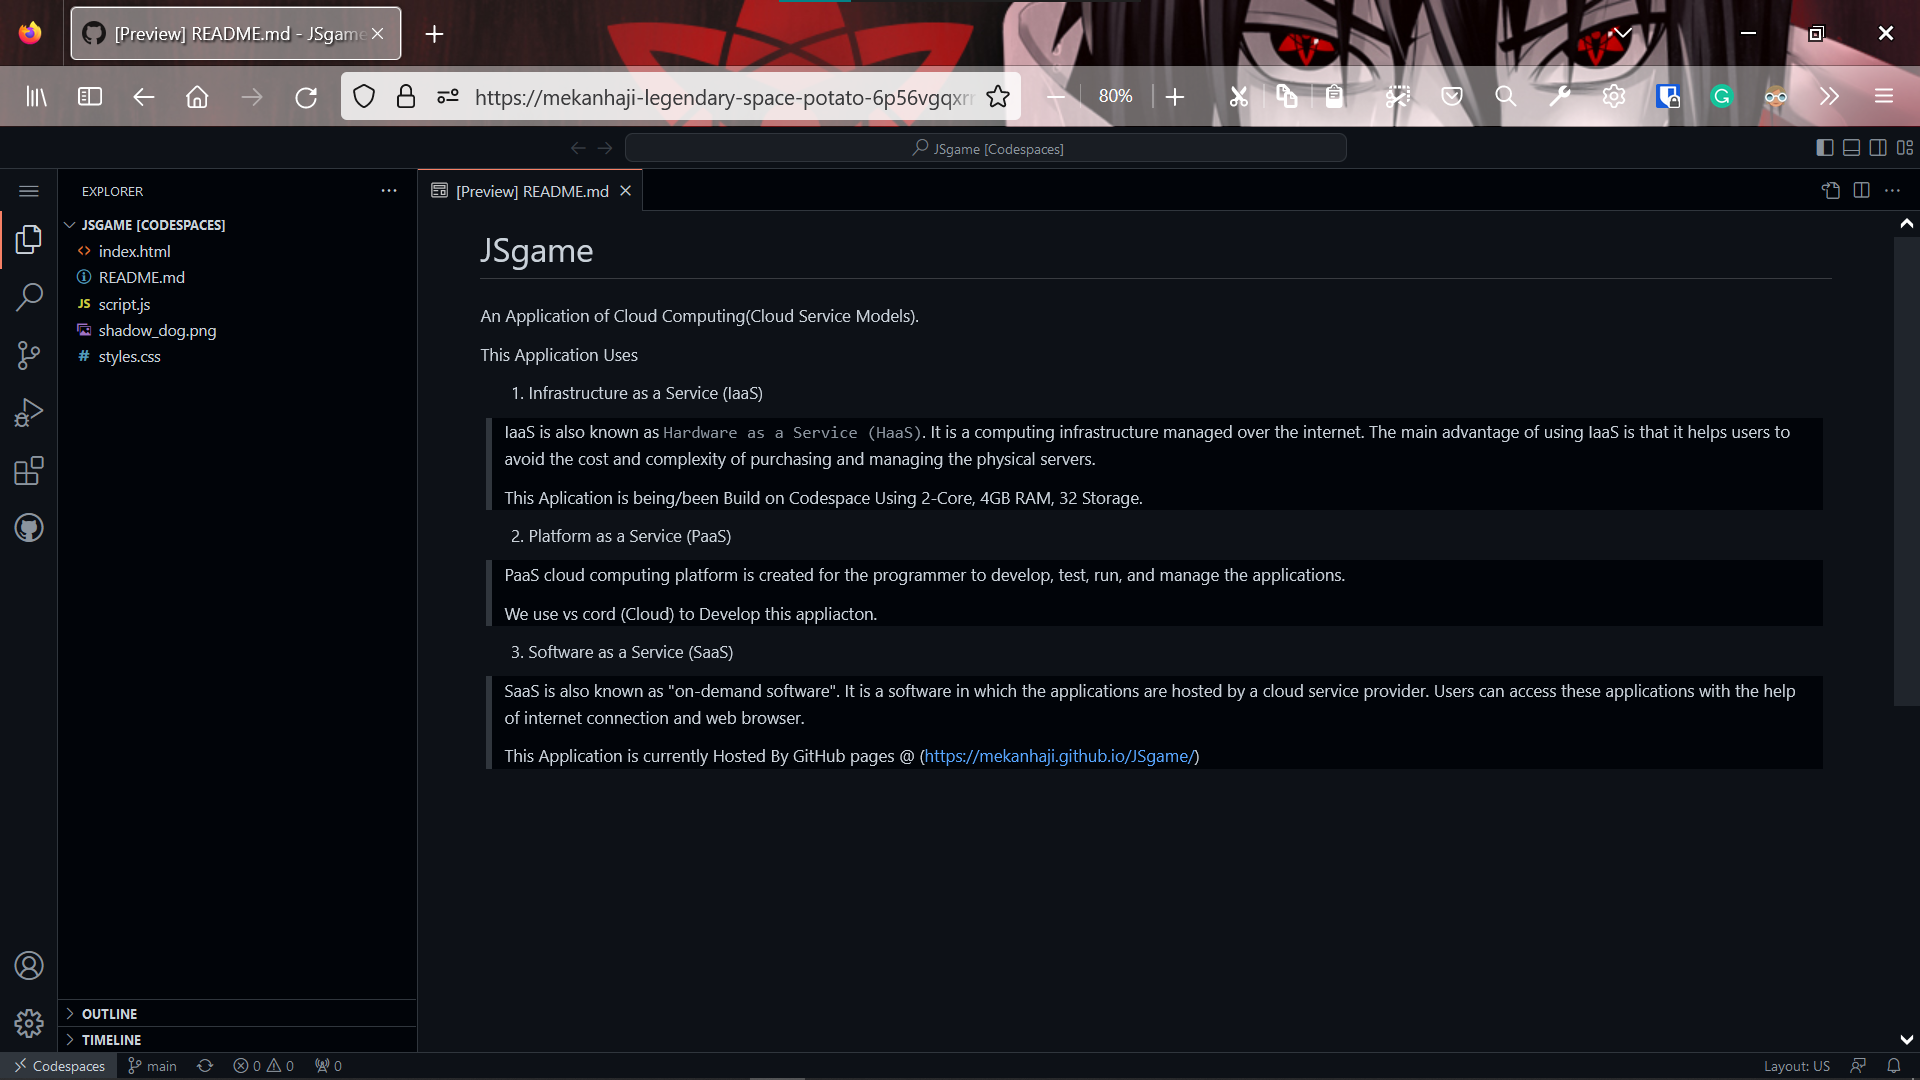 [Preview] README.md - JSgame
https://mekanhaji-legendary-space-potato-6p56vgqxrr
80%
JSgame [Codespaces]
EXPLORER
[Preview] README.md
JSGAME [CODESPACES]
index.html
README.md
JS script.js
shadow_dog.png
# styles.css
JSgame
An Application of Cloud Computing(Cloud Service Models).
This Application Uses
1. Infrastructure as a Service (IaaS)
IaaS is also known as Hardware as a Service (HaaS). It is a computing infrastructure managed over the internet. The main advantage of using IaaS is that it helps users to
avoid the cost and complexity of purchasing and managing the physical servers.
This Aplication is being/been Build on Codespace Using 2-Core, 4GB RAM, 32 Storage.
2. Platform as a Service (PaaS)
PaaS cloud computing platform is created for the programmer to develop, test, run, and manage the applications.
We use vs cord (Cloud) to Develop this appliacton.
3. Software as a Service (SaaS)
SaaS is also known as "on-demand software". It is a software in which the applications are hosted by a cloud service provider. Users can access these applications with the help
of internet connection and web browser.
This Application is currently Hosted By GitHub pages @ (https://mekanhaji.github.io/JSgame/)
OUTLINE
TIMELINE
Codespaces main 0 0 0 Layout: US